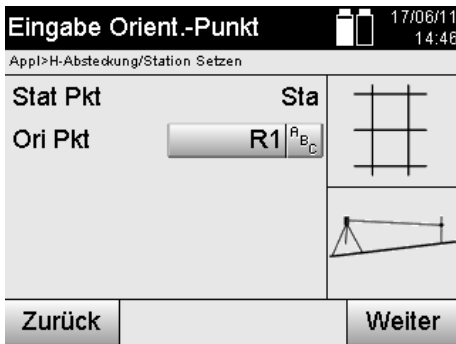 Eingabe Orient.-Punkt
17/06/11
14:46
Appl>H-Absteckung/Station Setzen
Stat Pkt Sta
Ori Pkt R1 ABC
Zurück Weiter